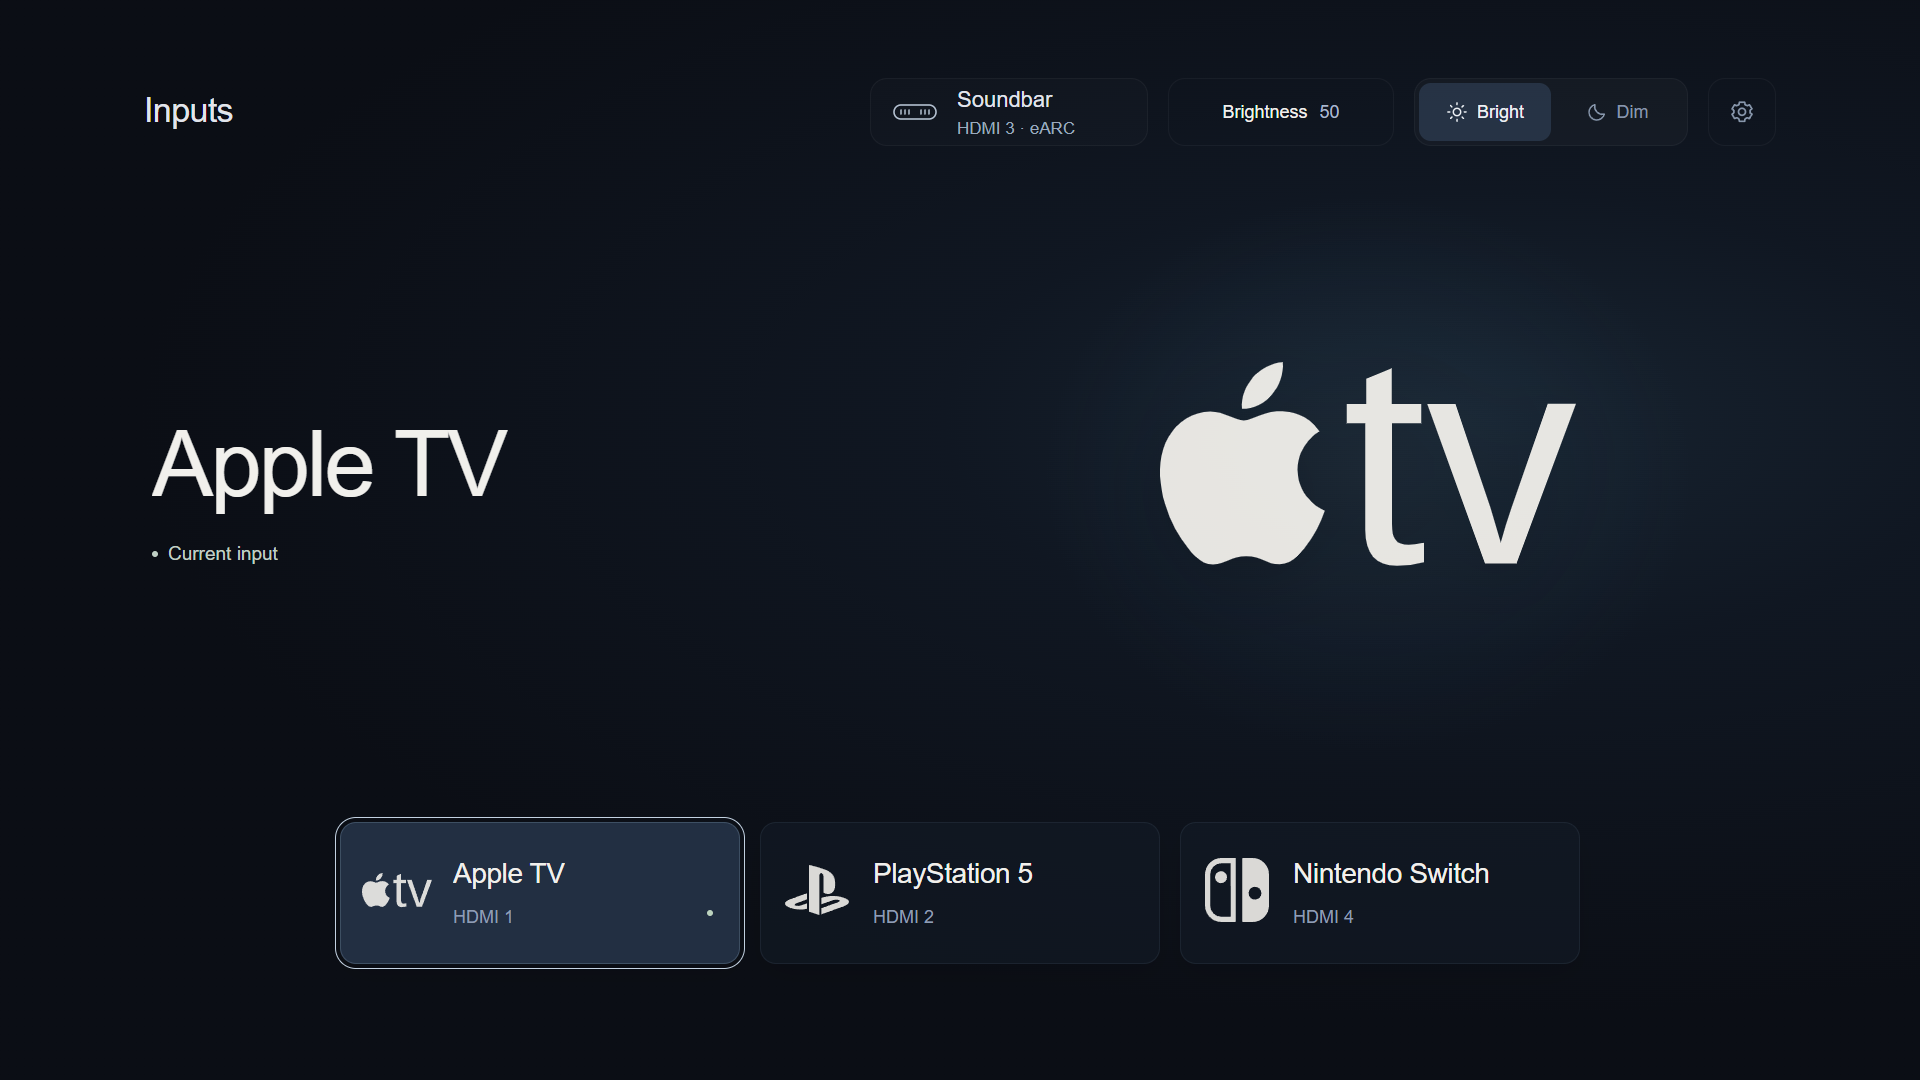 Inputs
Soundbar
HDMI 3 · eARC
Brightness 50
Bright
Dim
Apple TV
• Current input
tv
tv
Apple TV
HDMI 1
PlayStation 5
HDMI 2
Nintendo Switch
HDMI 4